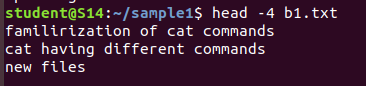 student@S14:~/sample1$ head -4 b1.txt
familirization of cat commands
cat having different commands
new files